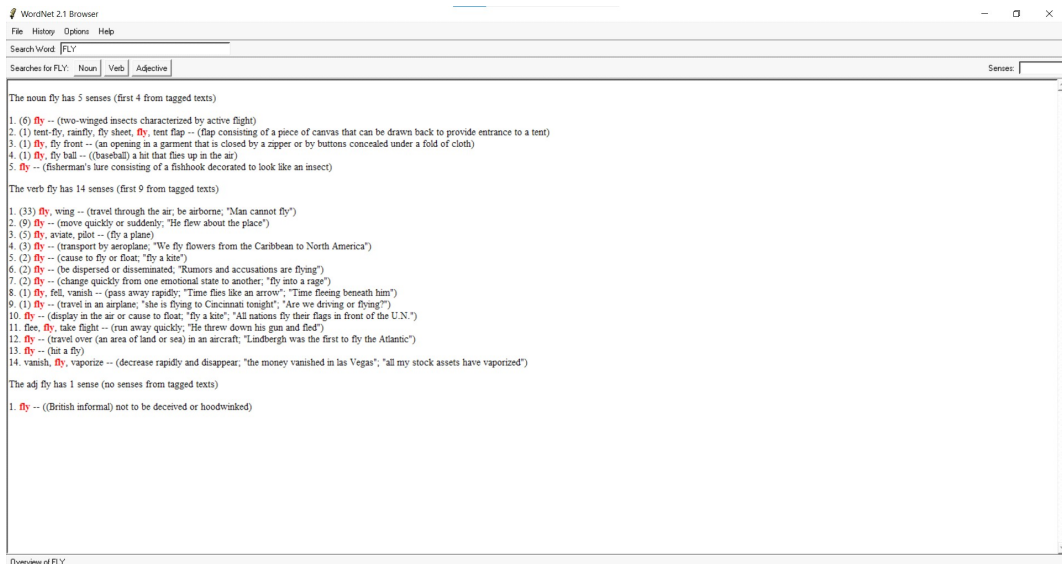 WordNet 2.1 Browser
File History Options Help
Search Word: FLY
Searches for FLY: Noun Verb Adjective Senses:
The noun fly has 5 senses (first 4 from tagged texts)
1. (6) fly -- (two-winged insects characterized by active flight)
2. (1) tent-fly, rainfly, fly sheet, fly, tent flap -- (flap consisting of a piece of canvas that can be drawn back to provide entrance to a tent)
3. (1) fly, fly front -- (an opening in a garment that is closed by a zipper or by buttons concealed under a fold of cloth)
4. (1) fly, fly ball -- ((baseball) a hit that flies up in the air)
5. fly -- (fisherman's lure consisting of a fishhook decorated to look like an insect)
The verb fly has 14 senses (first 9 from tagged texts)
1. (33) fly, wing -- (travel through the air; be airborne; "Man cannot fly")
2. (9) fly -- (move quickly or suddenly; "He flew about the place")
3. (5) fly, aviate, pilot -- (fly a plane)
4. (3) fly -- (transport by aeroplane; "We fly flowers from the Caribbean to North America")
5. (2) fly -- (cause to fly or float; "fly a kite")
6. (2) fly -- (be dispersed or disseminated; "Rumors and accusations are flying")
7. (2) fly -- (change quickly from one emotional state to another; "fly into a rage")
8. (1) fly, fell, vanish -- (pass away rapidly; "Time flies like an arrow"; "Time fleeing beneath him")
9. (1) fly -- (travel in an airplane; "she is flying to Cincinnati tonight"; "Are we driving or flying?")
10. fly -- (display in the air or cause to float; "fly a kite"; "All nations fly their flags in front of the U.N.")
11. flee, fly, take flight -- (run away quickly; "He threw down his gun and fled")
12. fly -- (travel over (an area of land or sea) in an aircraft; "Lindbergh was the first to fly the Atlantic")
13. fly -- (hit a fly)
14. vanish, fly, vaporize -- (decrease rapidly and disappear; "the money vanished in las Vegas"; "all my stock assets have vaporized")
The adj fly has 1 sense (no senses from tagged texts)
1. fly -- ((British informal) not to be deceived or hoodwinked)
Overview of FLY